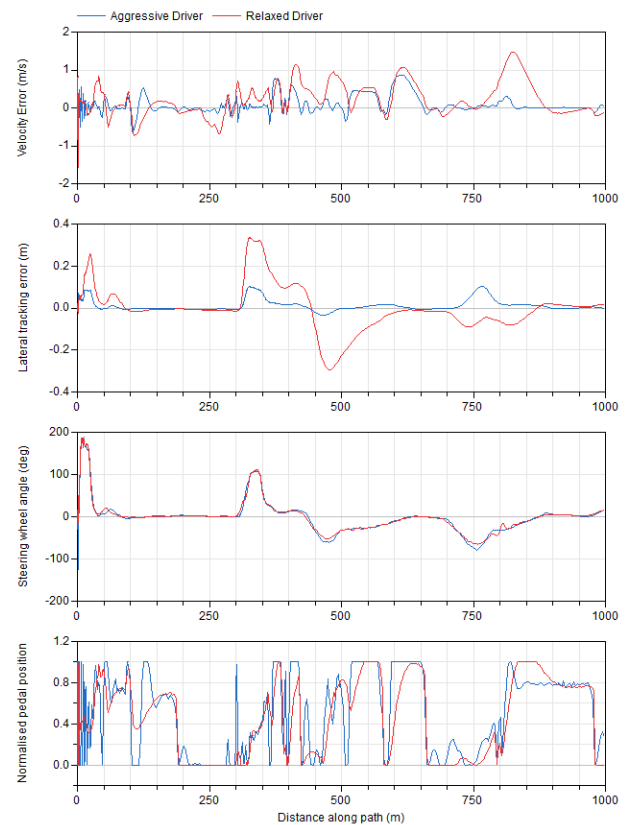 Aggressive Driver Relaxed Driver
Velocity Error (m/s)
2
1
0
-1
-2
0 250 500 750 1000
Lateral tracking error (m)
0.4
0.2
0.0
-0.2
-0.4
0 250 500 750 1000
Steering wheel angle (deg)
200
100
0
-100
-200
0 250 500 750 1000
Normalised pedal position
1.2
0.8
0.4
0.0
0 250 500 750 1000
Distance along path (m)